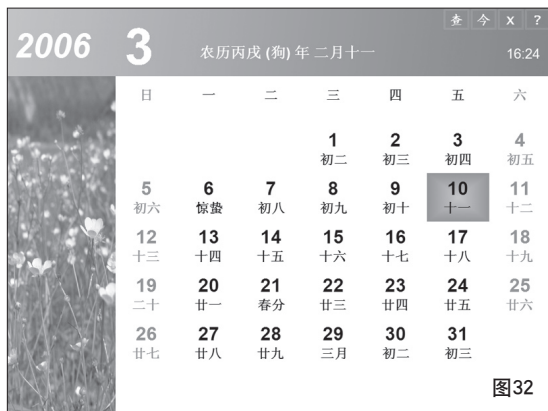 查 今 x ?
2006 3 农历丙戌 (狗) 年 二月十一 16:24
日 一 二 三 四 五 六
1 2 3 4
初二 初三 初四 初五
5 6 7 8 9 10 11
初六 惊蛰 初八 初九 初十 十一 十二
12 13 14 15 16 17 18
十三 十四 十五 十六 十七 十八 十九
19 20 21 22 23 24 25
二十 廿一 春分 廿三 廿四 廿五 廿六
26 27 28 29 30 31
廿七 廿八 廿九 三月 初二 初三
图32